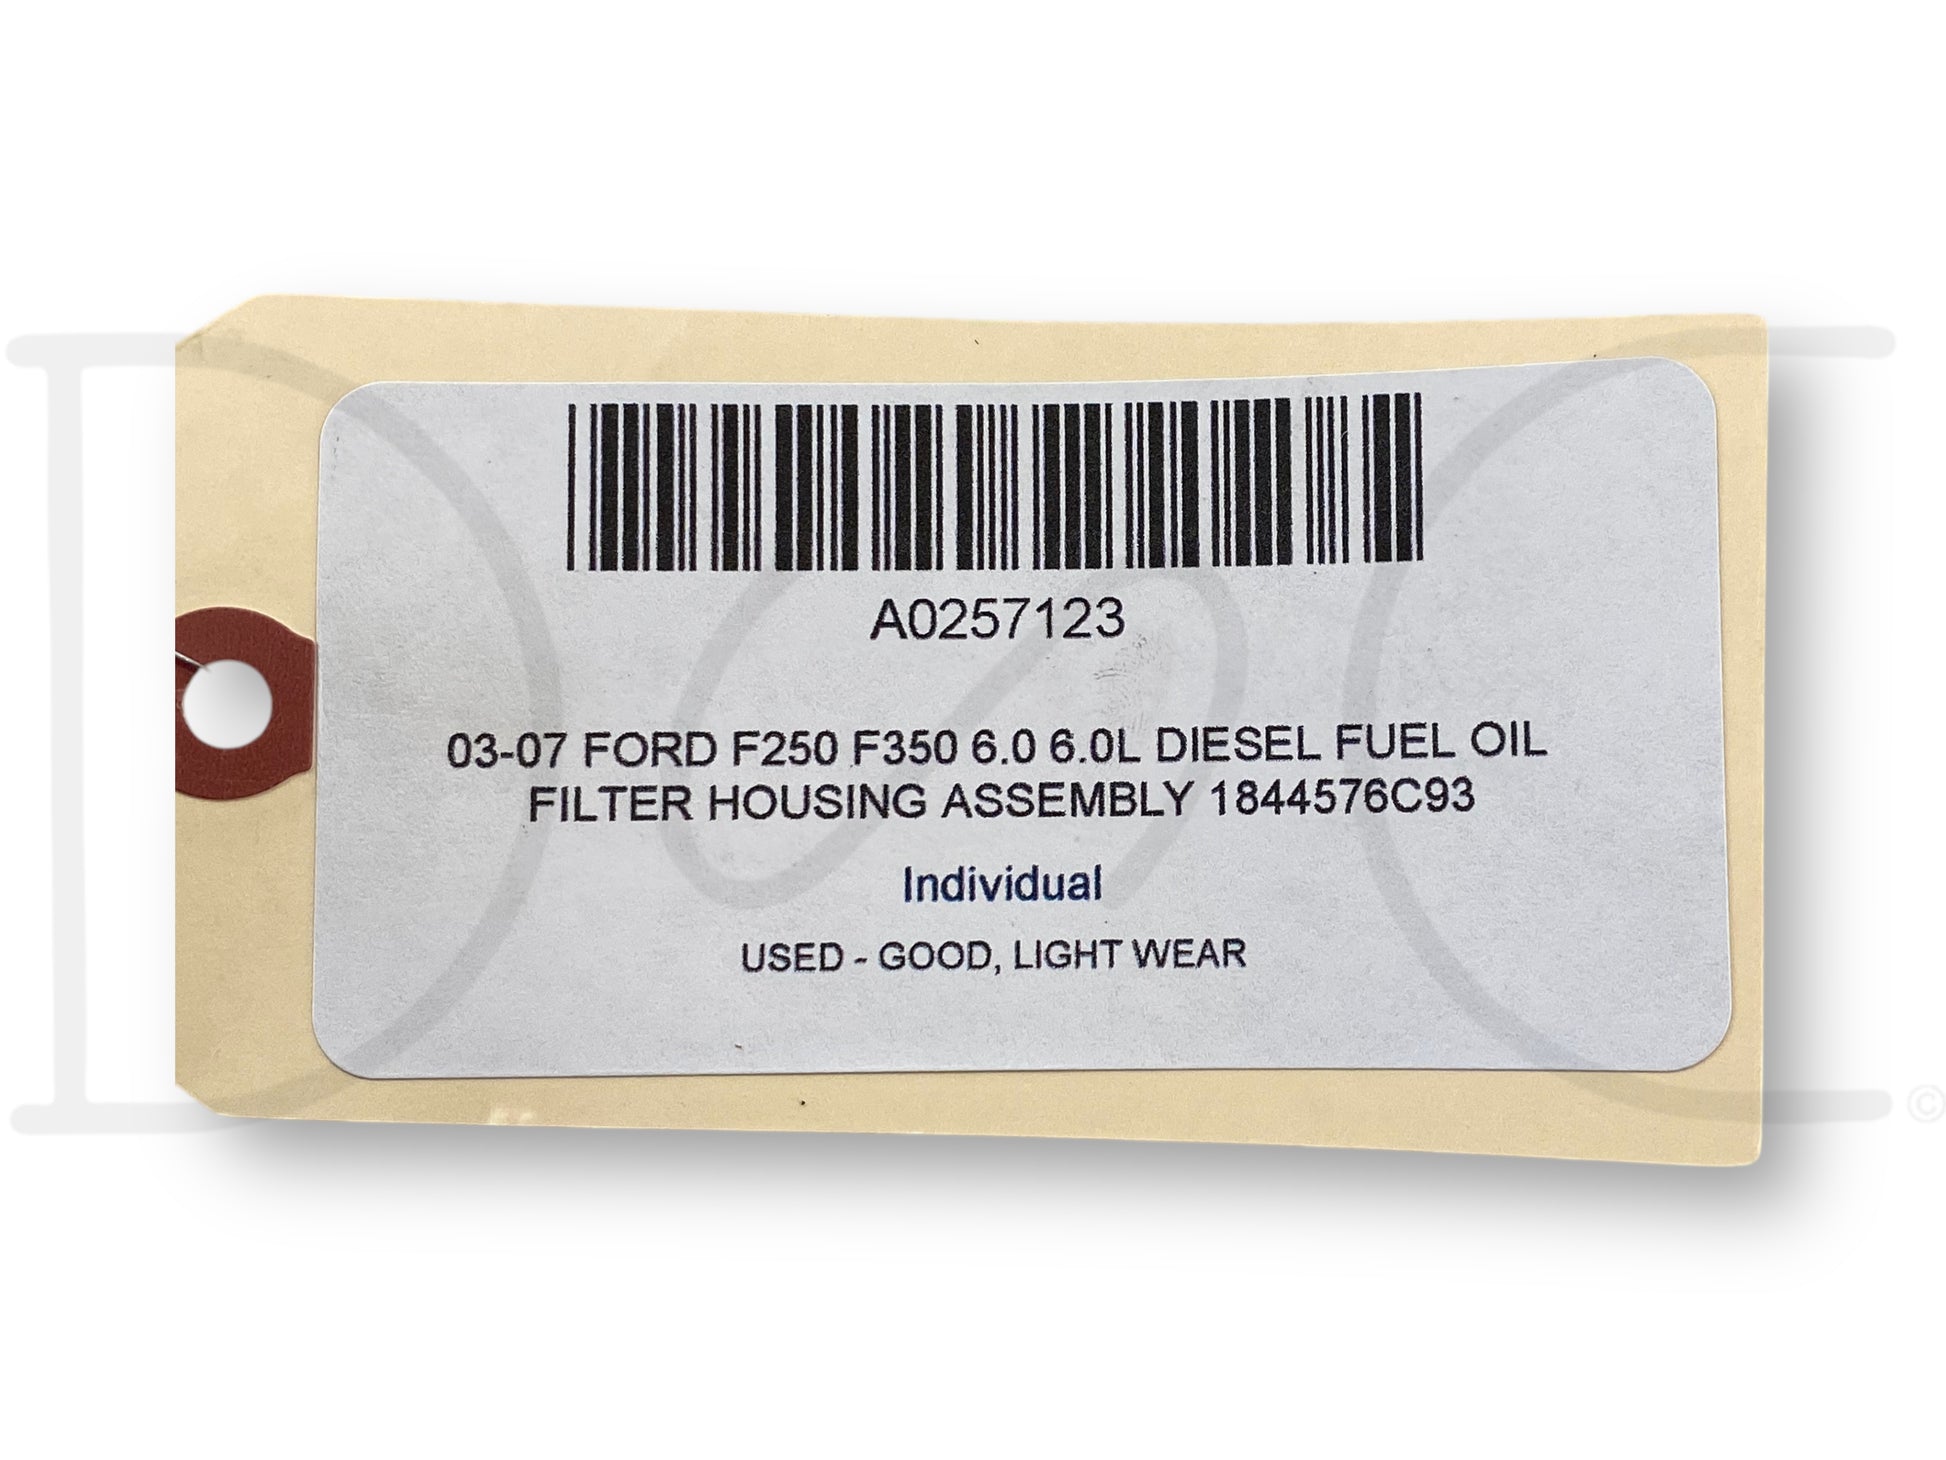 A0257123
03-07 FORD F250 F350 6.0 6.0L DIESEL FUEL OIL
FILTER HOUSING ASSEMBLY 1844576C93
Individual
USED - GOOD, LIGHT WEAR
©